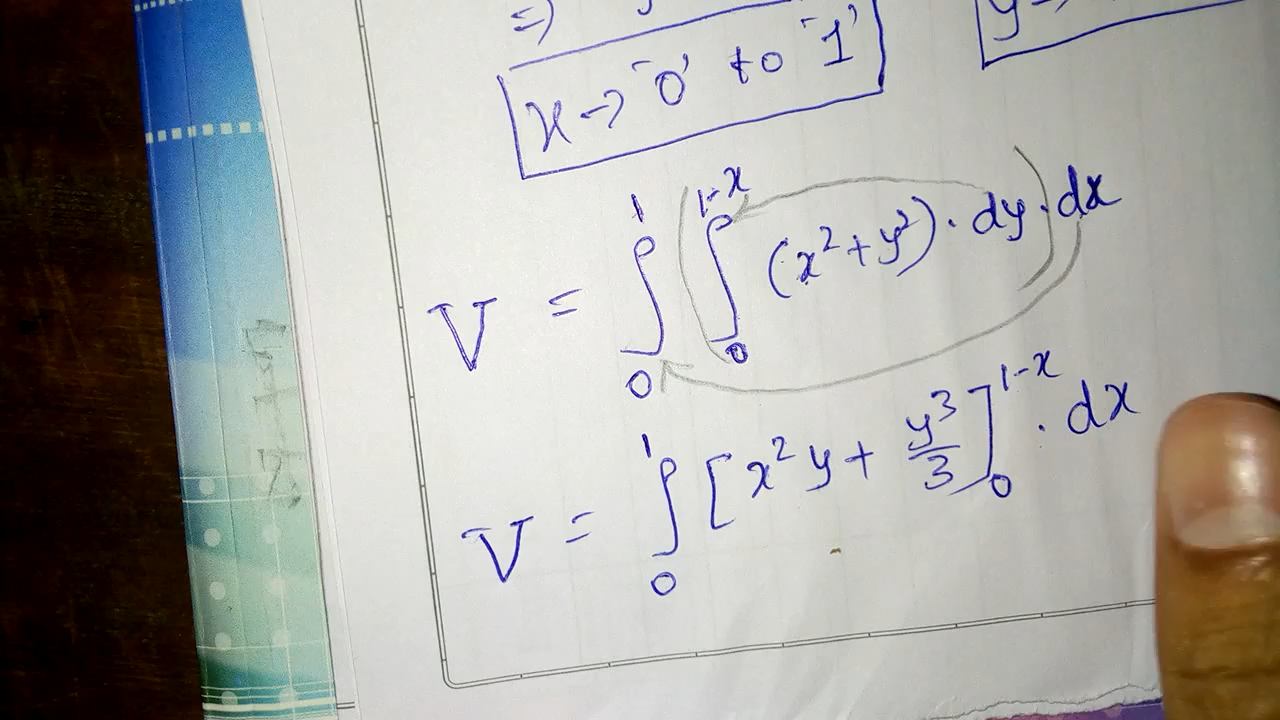 =)
x → '0' to '1'
y →
V = ∫₀¹ ( ∫₀^{1-x} (x² + y²) · dy ) · dx
V = ∫₀¹ [ x²y + y³/3 ]₀^{1-x} · dx